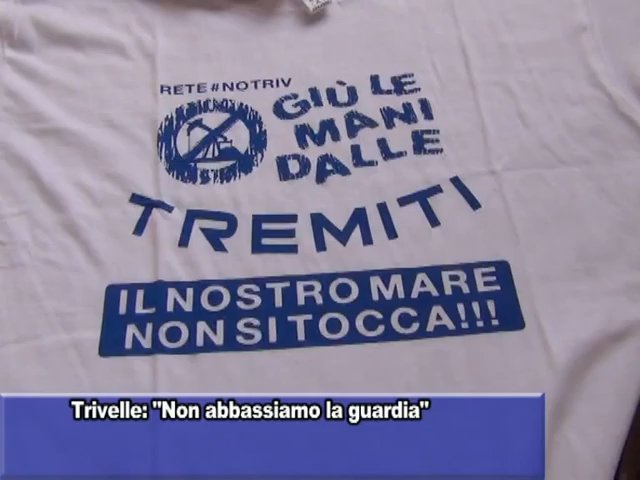 RETE #NOTRIV
GIÙ LE
MANI
DALLE
TREMITI
IL NOSTRO MARE
NON SI TOCCA!!!
Trivelle: "Non abbassiamo la guardia"